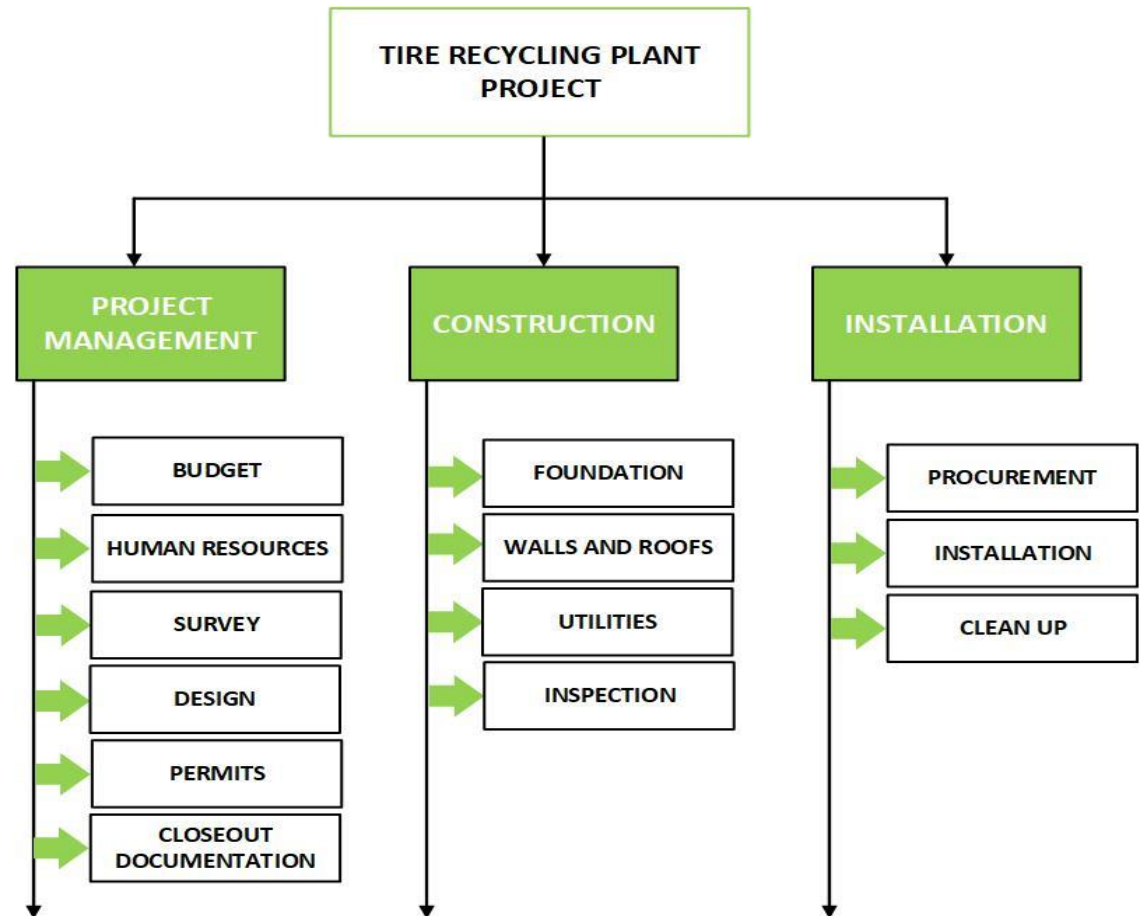 TIRE RECYCLING PLANT
PROJECT
PROJECT
MANAGEMENT
BUDGET
HUMAN RESOURCES
SURVEY
DESIGN
PERMITS
CLOSEOUT
DOCUMENTATION
CONSTRUCTION
FOUNDATION
WALLS AND ROOFS
UTILITIES
INSPECTION
INSTALLATION
PROCUREMENT
INSTALLATION
CLEAN UP